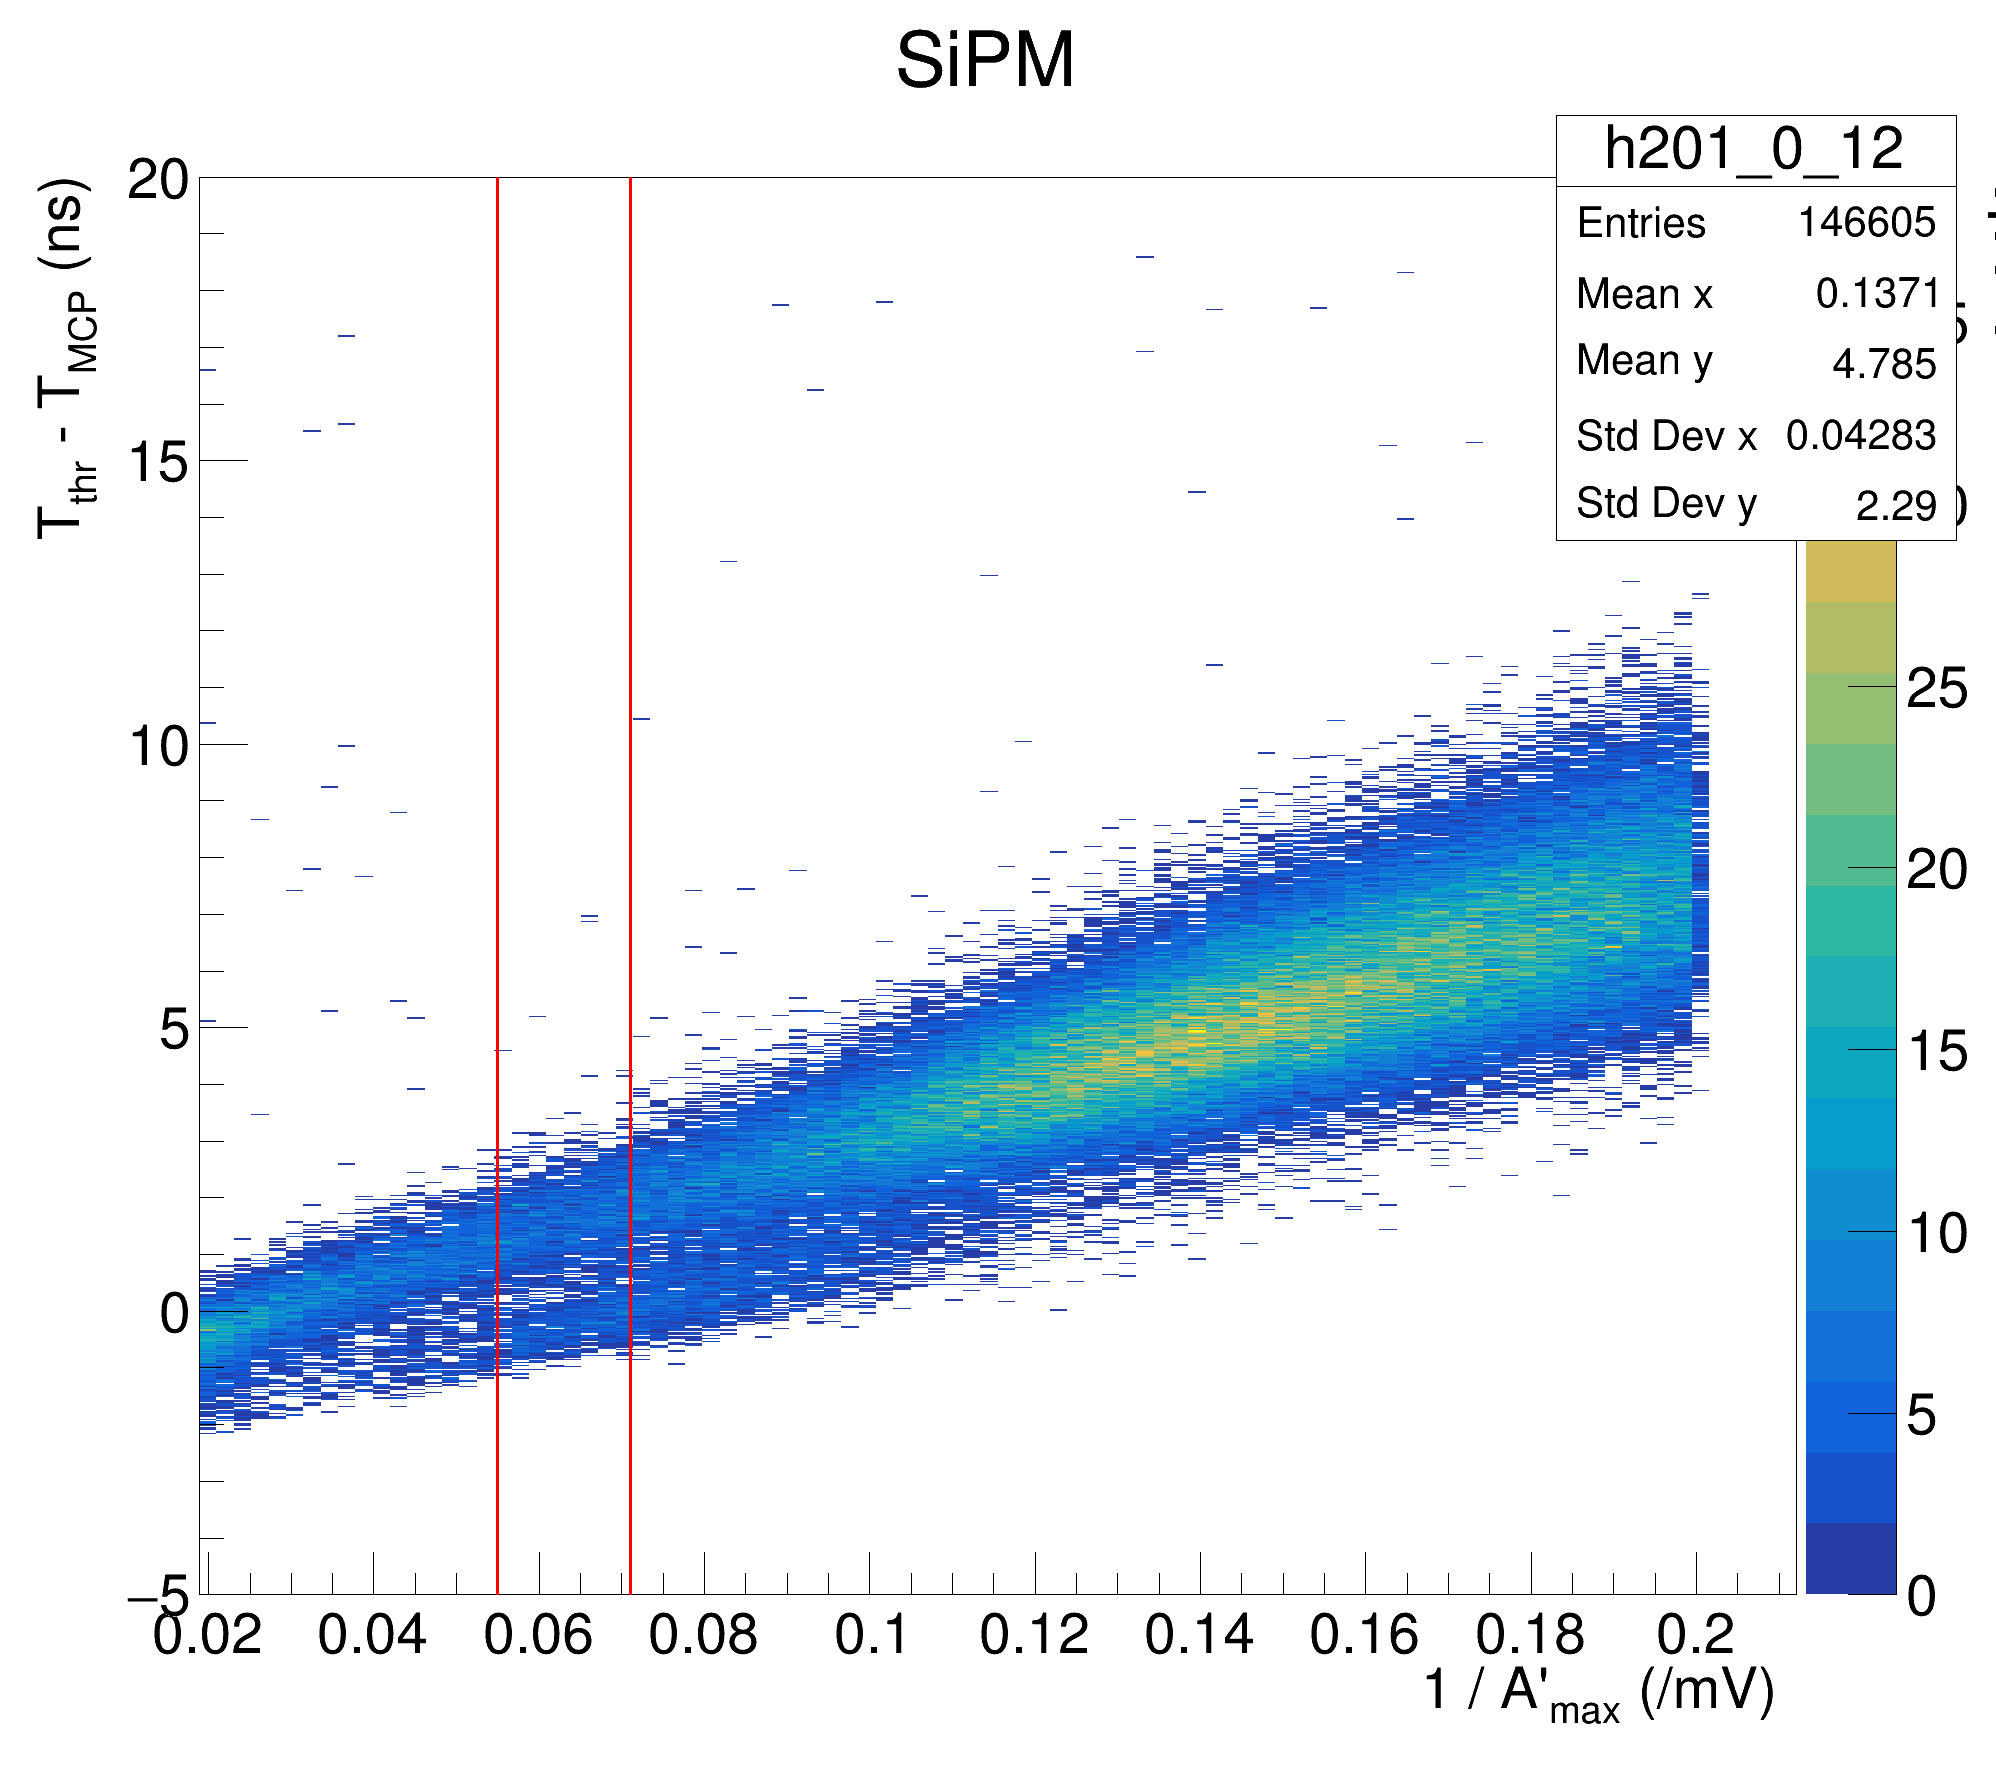 SiPM
h201_0_12
Entries 146605
Mean x 0.1371
Mean y 4.785
Std Dev x 0.04283
Std Dev y 2.29
T_thr - T_MCP (ns)
20
15
10
5
0
−5
0.02 0.04 0.06 0.08 0.1 0.12 0.14 0.16 0.18 0.2
1 / A'_max (/mV)
25
20
15
10
5
0